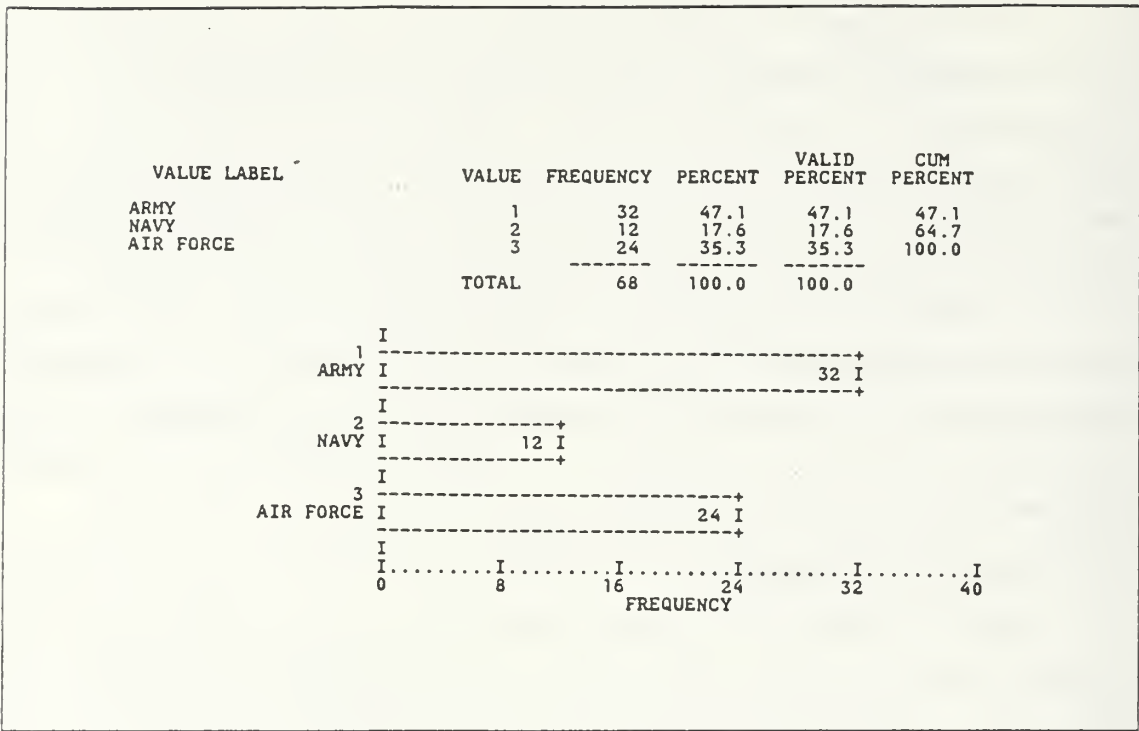 VALID CUM
VALUE LABEL VALUE FREQUENCY PERCENT PERCENT PERCENT
ARMY 1 32 47.1 47.1 47.1
NAVY 2 12 17.6 17.6 64.7
AIR FORCE 3 24 35.3 35.3 100.0
------- ------- -------
TOTAL 68 100.0 100.0
I
1 ----------------------------------------+
ARMY I 32 I
----------------------------------------+
I
2 ---------------+
NAVY I 12 I
---------------+
I
3 ------------------------------+
AIR FORCE I 24 I
------------------------------+
I
I.........I.........I.........I.........I.........I
0 8 16 24 32 40
FREQUENCY